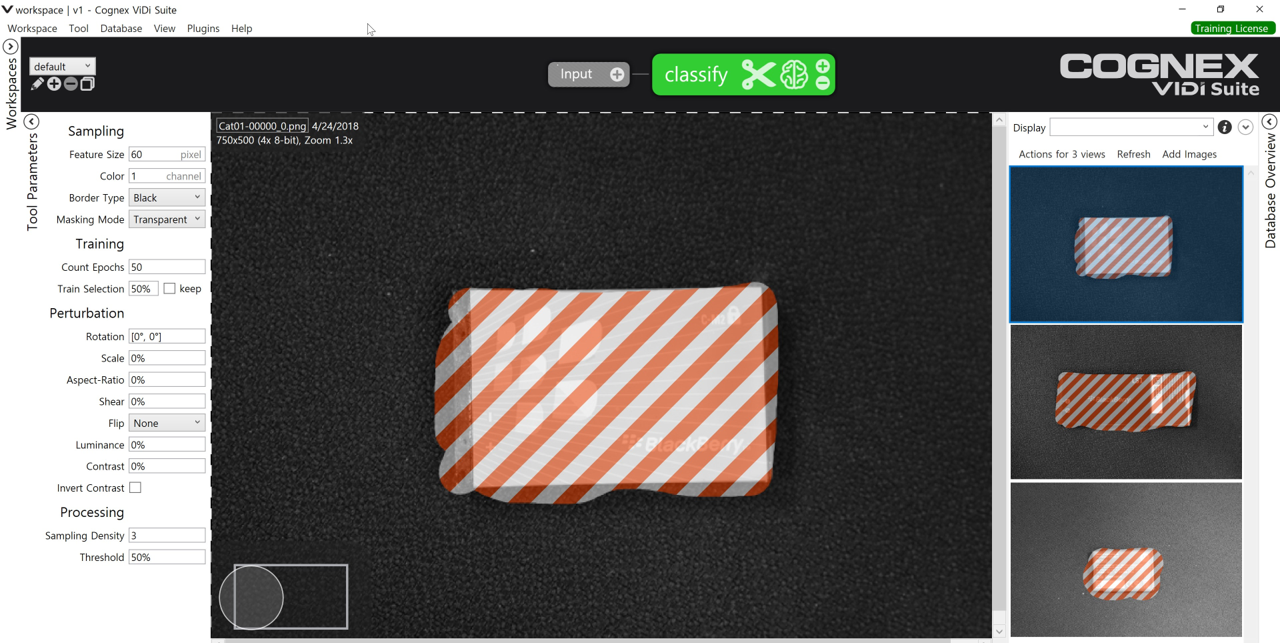 workspace | v1 - Cognex ViDi Suite
Workspace Tool Database View Plugins Help
Training License
Workspaces
default
Input
classify
COGNEX
ViDi Suite
Tool Parameters
Sampling
Feature Size 60 pixel
Color 1 channel
Border Type Black
Masking Mode Transparent
Training
Count Epochs 50
Train Selection 50% keep
Perturbation
Rotation [0°, 0°]
Scale 0%
Aspect-Ratio 0%
Shear 0%
Flip None
Luminance 0%
Contrast 0%
Invert Contrast
Processing
Sampling Density 3
Threshold 50%
Cat01-00000_0.png 4/24/2018
750x500 (4x 8-bit), Zoom 1.3x
BlackBerry
Display
Actions for 3 views Refresh Add Images
Database Overview